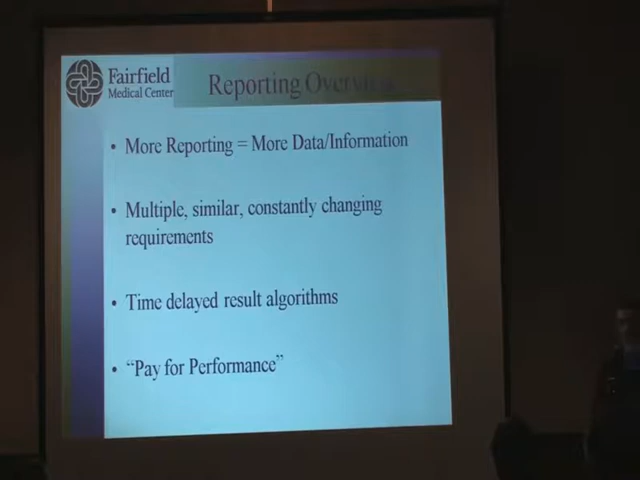 Fairfield
Medical Center
Reporting Overview
• More Reporting = More Data/Information
• Multiple, similar, constantly changing
requirements
• Time delayed result algorithms
• “Pay for Performance”